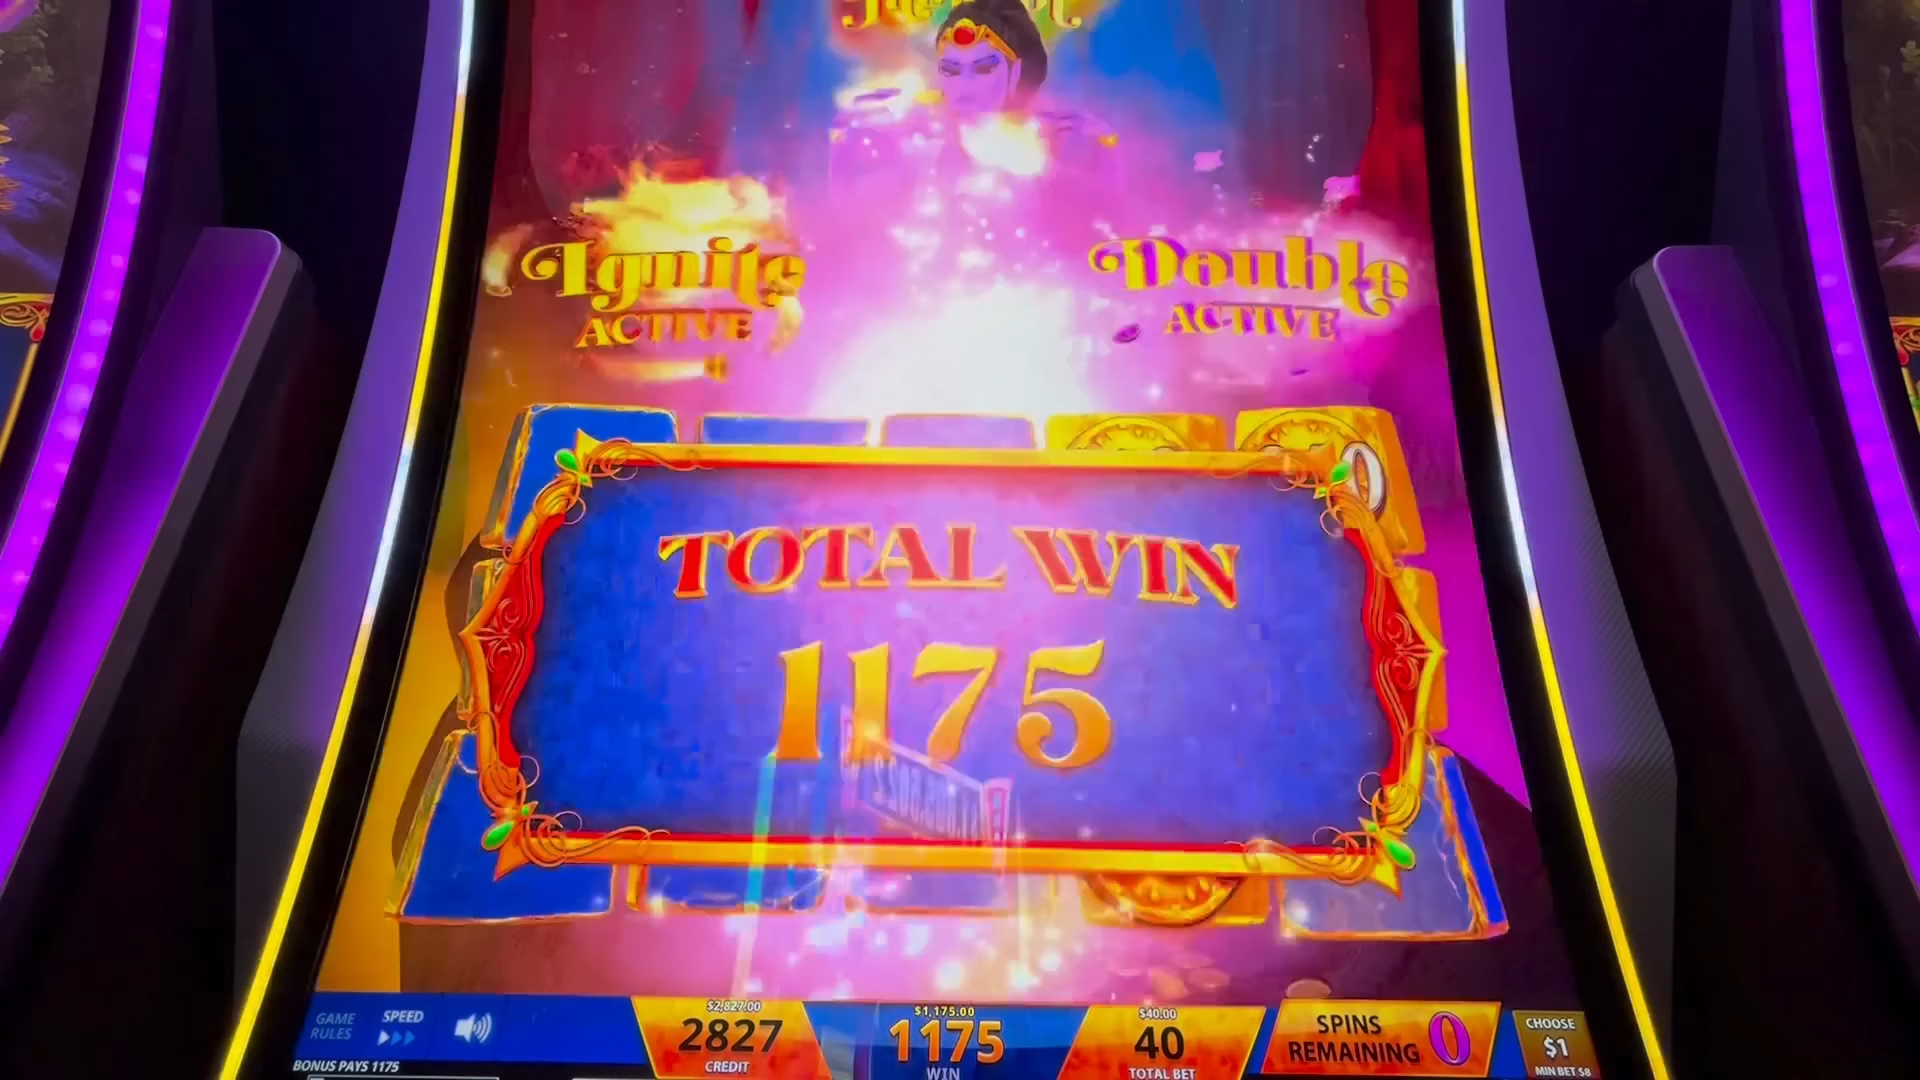 Ignite
ACTIVE
Double
ACTIVE
TOTAL WIN
1175
GAME
RULES
SPEED
$2,827.00
2827
CREDIT
$1,175.00
1175
WIN
$40.00
40
TOTAL BET
SPINS
REMAINING 0
CHOOSE
$1
MIN BET $8
BONUS PAYS 1175